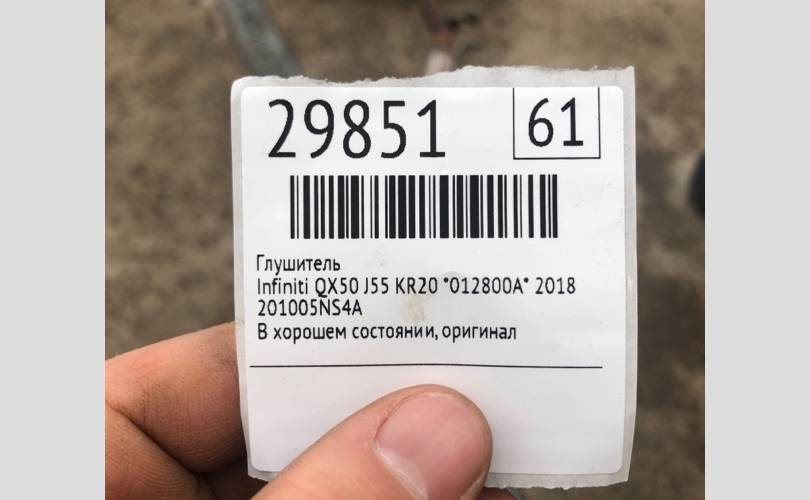 29851 61
Глушитель
Infiniti QX50 J55 KR20 *012800A* 2018
201005NS4A
В хорошем состоянии, оригинал